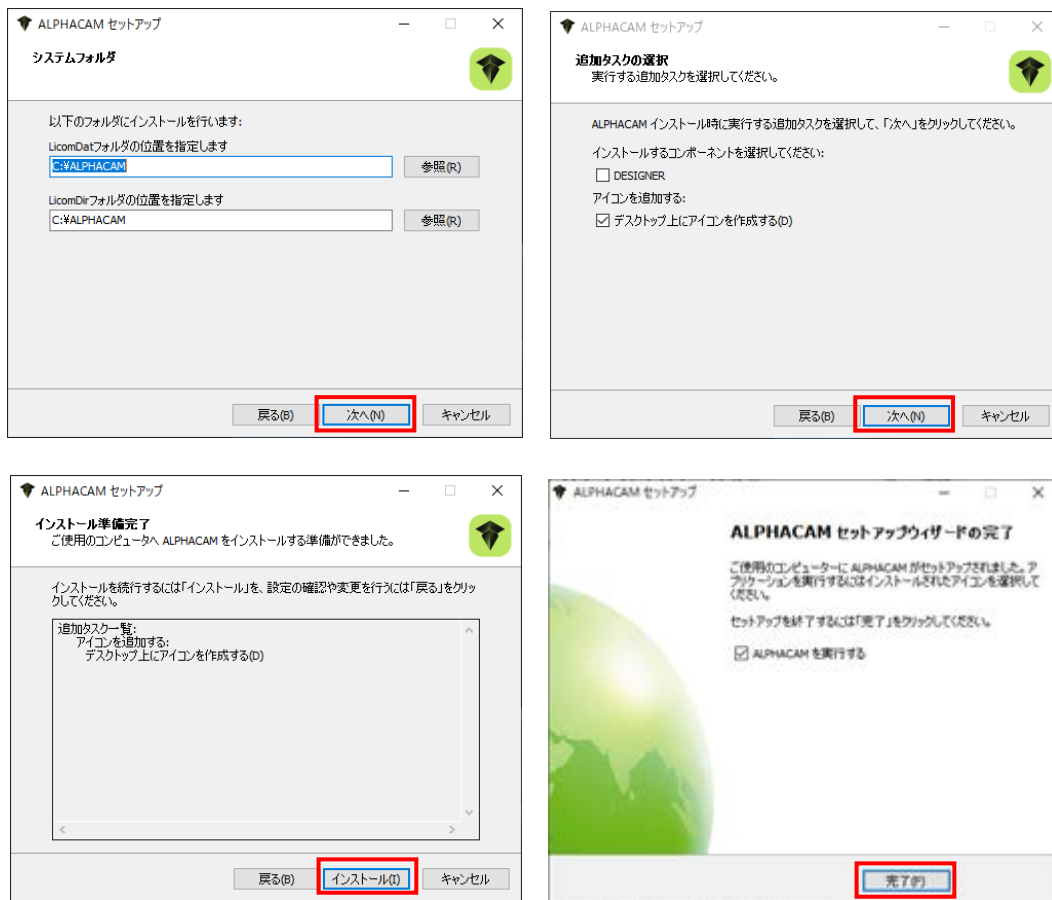 ALPHACAM セットアップ
システムフォルダ
以下のフォルダにインストールを行います:
LicomDatフォルダの位置を指定します
C:¥ALPHACAM
参照(R)
LicomDirフォルダの位置を指定します
C:¥ALPHACAM
参照(R)
戻る(B)
次へ(N)
キャンセル
ALPHACAM セットアップ
追加タスクの選択
実行する追加タスクを選択してください。
ALPHACAM インストール時に実行する追加タスクを選択して、「次へ」をクリックしてください。
インストールするコンポーネントを選択してください:
DESIGNER
アイコンを追加する:
デスクトップ上にアイコンを作成する(D)
戻る(B)
次へ(N)
キャンセル
ALPHACAM セットアップ
インストール準備完了
ご使用のコンピュータへ ALPHACAM をインストールする準備ができました。
インストールを続行するには「インストール」を、設定の確認や変更を行うには「戻る」をクリッ
クしてください。
追加タスク一覧:
アイコンを追加する:
デスクトップ上にアイコンを作成する(D)
戻る(B)
インストール(I)
キャンセル
ALPHACAM セットアップ
ALPHACAM セットアップウィザードの完了
ご使用のコンピューターに ALPHACAM がセットアップされました。ア
プリケーションを実行するにはインストールされたアイコンを選択して
ください。
セットアップを終了するには「完了」をクリックしてください。
ALPHACAM を実行する
完了(F)